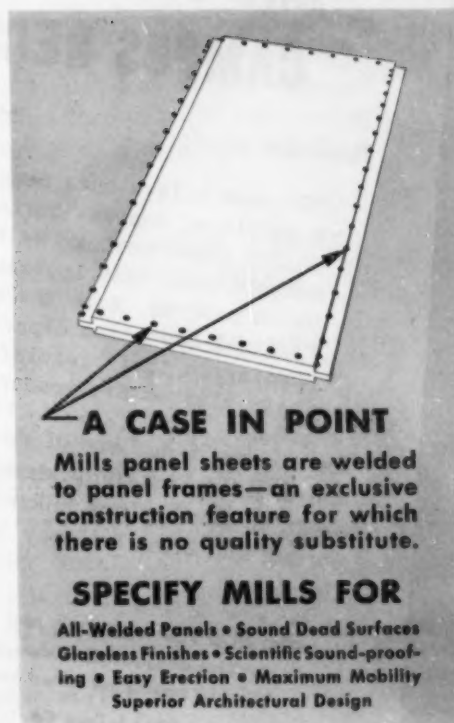 A CASE IN POINT
Mills panel sheets are welded
to panel frames—an exclusive
construction feature for which
there is no quality substitute.
SPECIFY MILLS FOR
All-Welded Panels • Sound Dead Surfaces
Glareless Finishes • Scientific Sound-proof-
ing • Easy Erection • Maximum Mobility
Superior Architectural Design